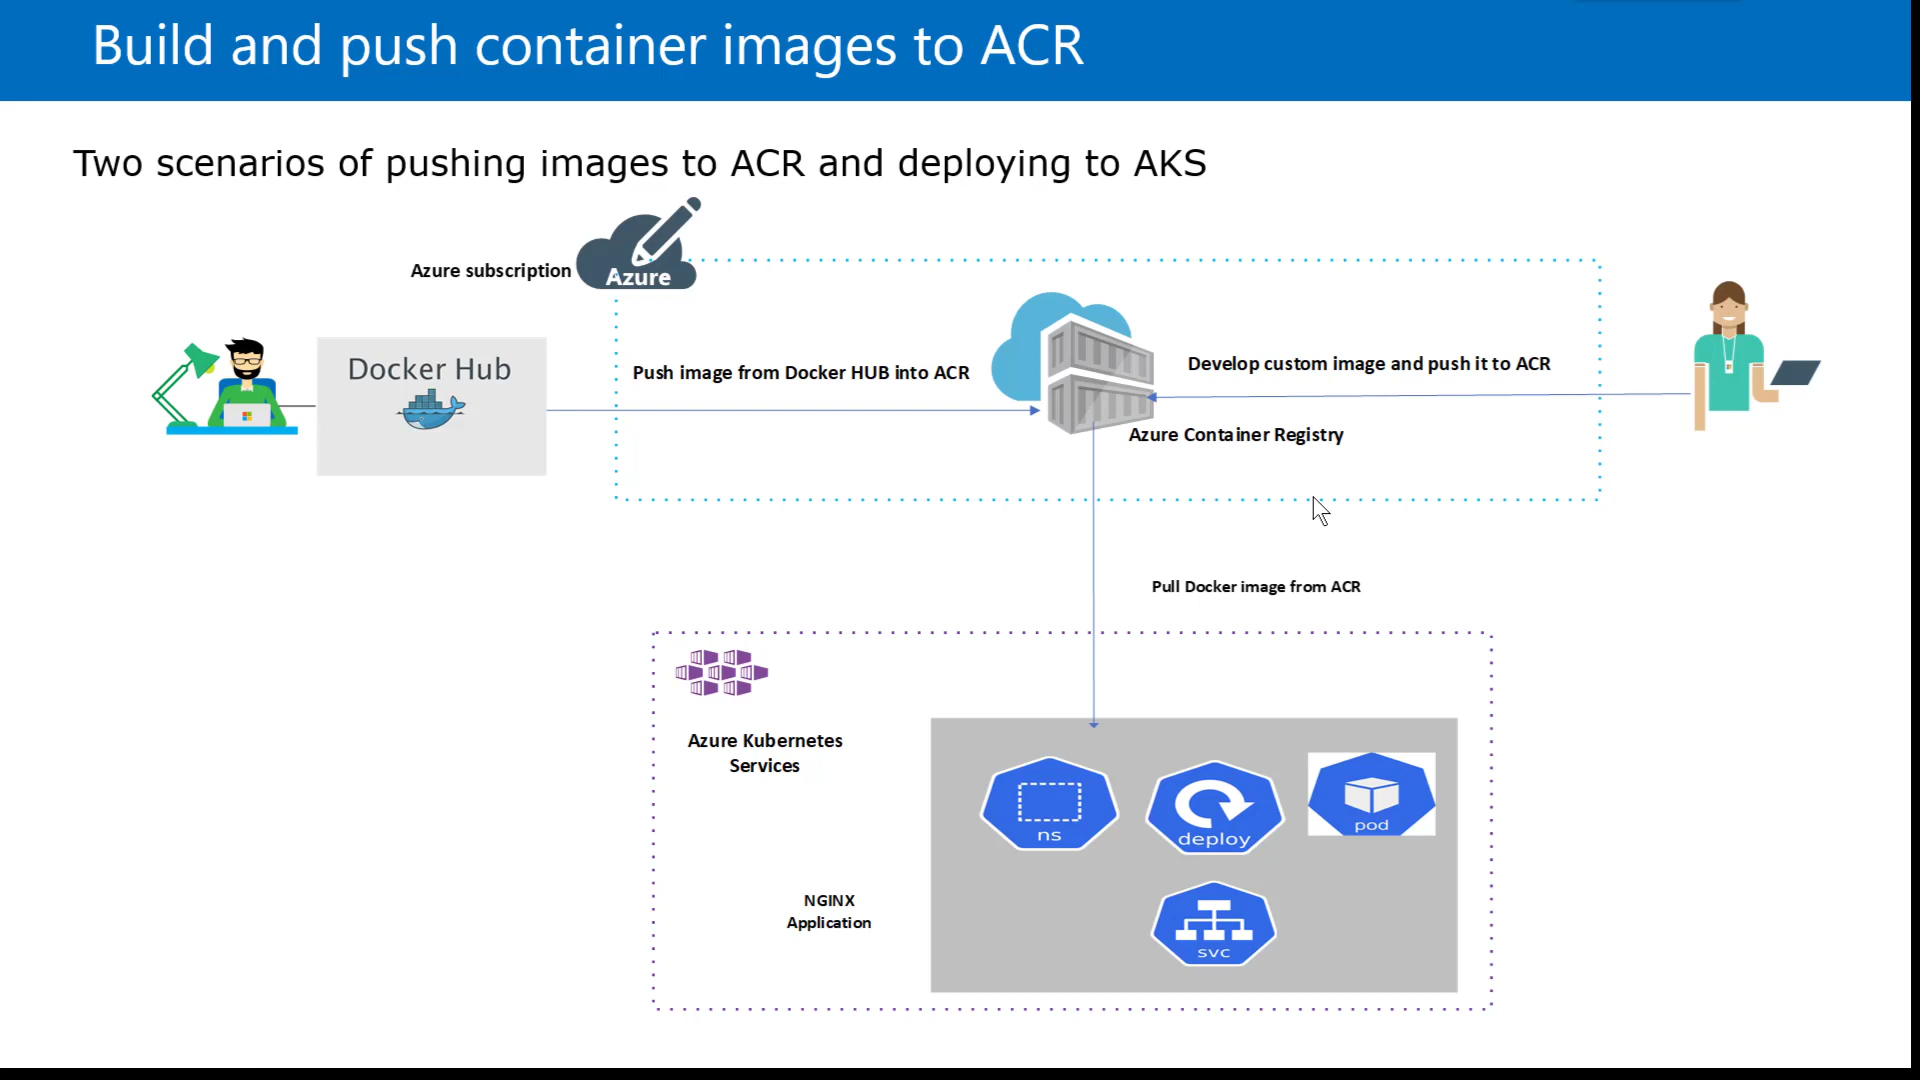 Build and push container images to ACR
Two scenarios of pushing images to ACR and deploying to AKS
Azure subscription
Azure
Docker Hub
Push image from Docker HUB into ACR
Develop custom image and push it to ACR
Azure Container Registry
Pull Docker image from ACR
Azure Kubernetes
Services
ns
deploy
pod
NGINX
Application
svc